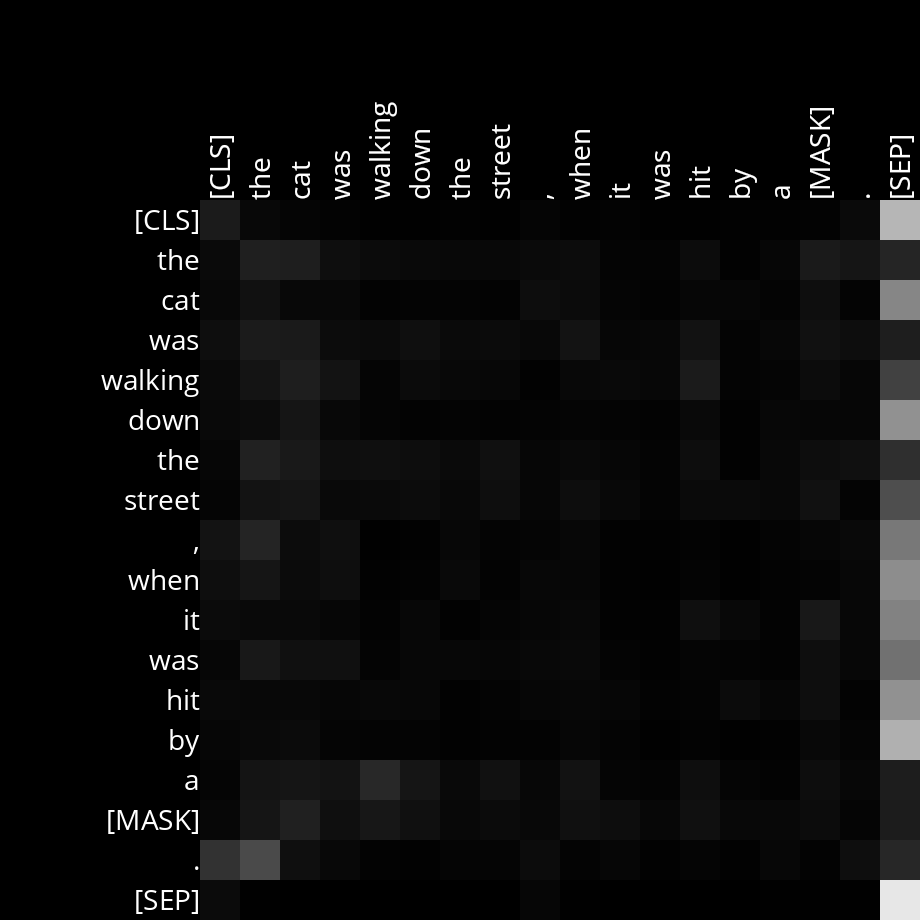 [CLS] the cat was walking down the street , when it was hit by a [MASK] . [SEP]
[CLS]
the
cat
was
walking
down
the
street
,
when
it
was
hit
by
a
[MASK]
.
[SEP]